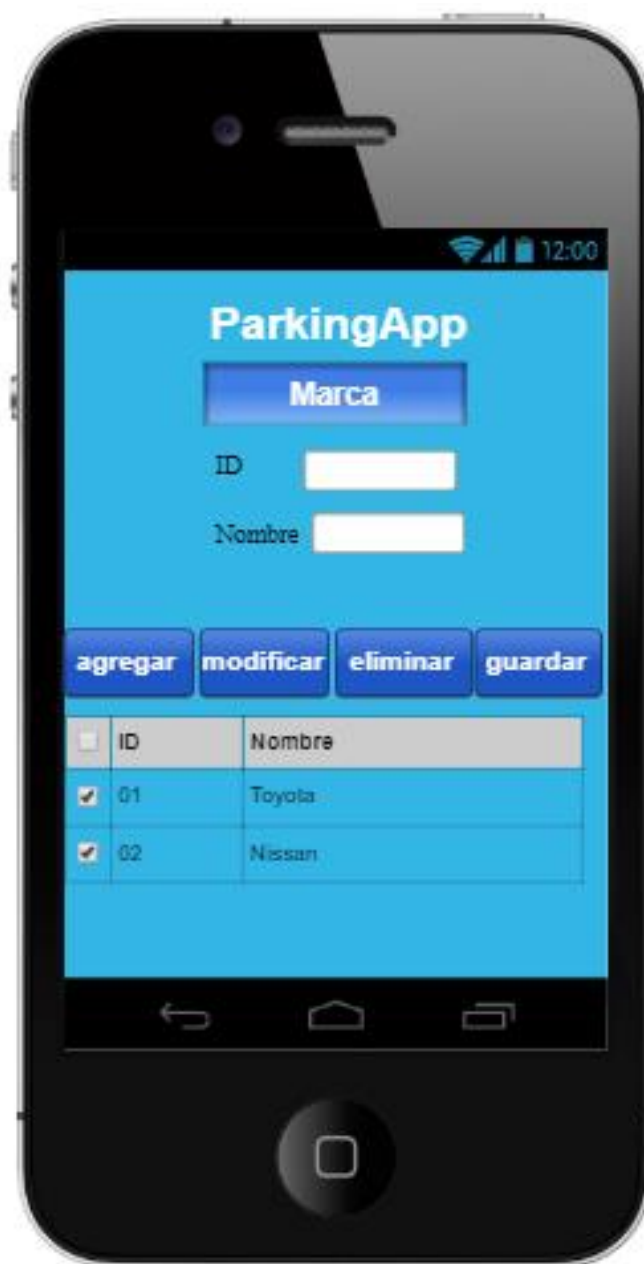 12:00
ParkingApp
Marca
ID
Nombre
agregar modificar eliminar guardar
ID Nombre
01 Toyota
02 Nissan